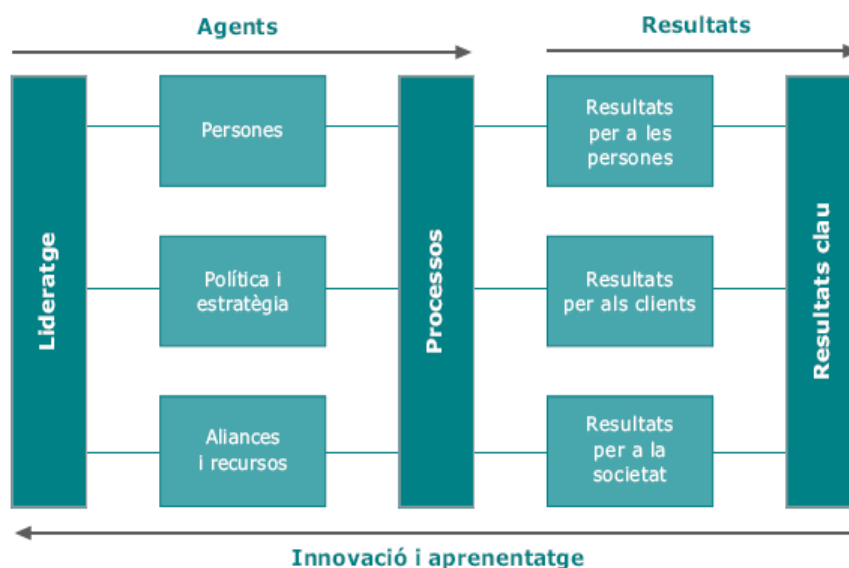 Agents
Resultats
Lideratge
Persones
Política i
estratègia
Aliances
i recursos
Processos
Resultats
per a les
persones
Resultats
per als clients
Resultats
per a la
societat
Resultats clau
Innovació i aprenentatge